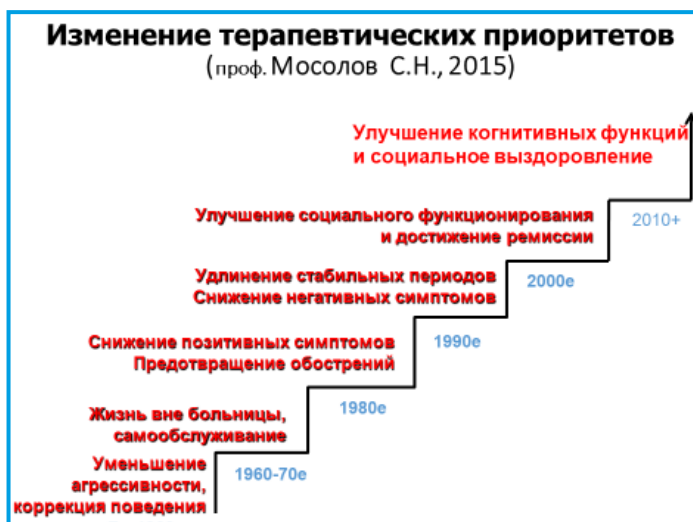 Изменение терапевтических приоритетов
(проф. Мосолов С.Н., 2015)
Улучшение когнитивных функций
и социальное выздоровление
2010+
Улучшение социального функционирования
и достижение ремиссии
2000е
Удлинение стабильных периодов
Снижение негативных симптомов
1990е
Снижение позитивных симптомов
Предотвращение обострений
1980е
Жизнь вне больницы,
самообслуживание
1960-70е
Уменьшение
агрессивности,
коррекция поведения